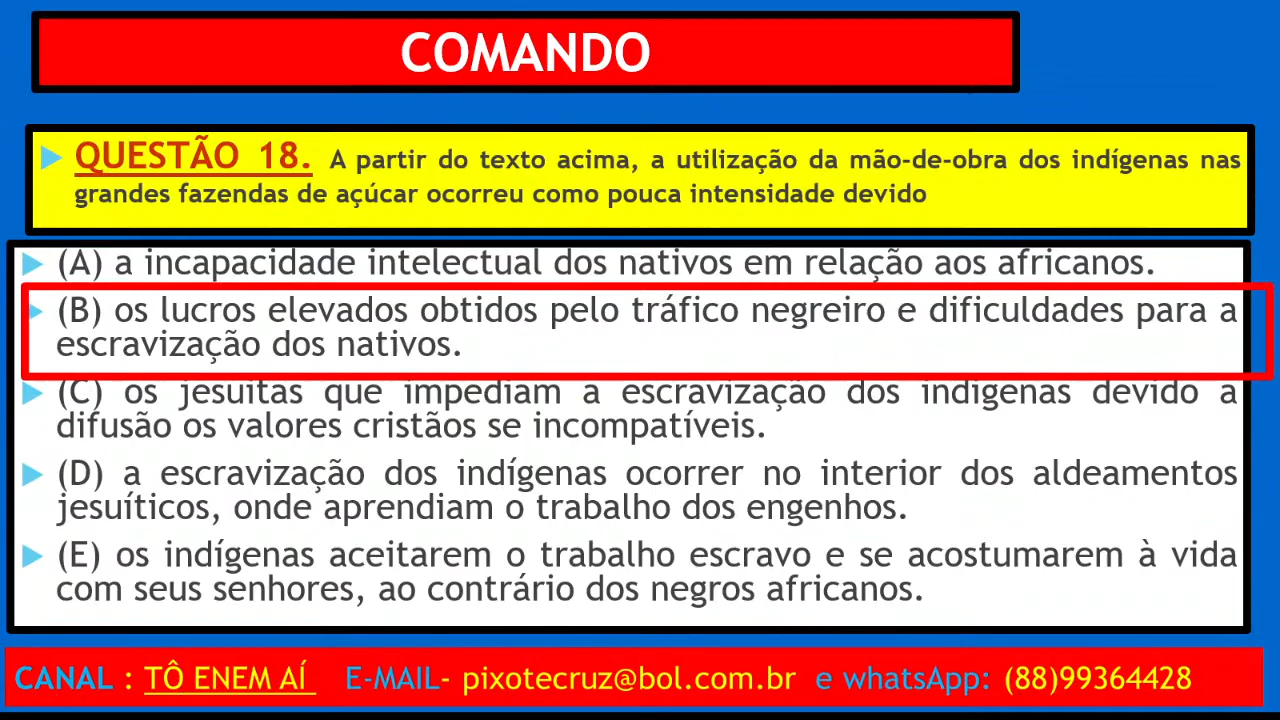 COMANDO
QUESTÃO 18. A partir do texto acima, a utilização da mão-de-obra dos indígenas nas
grandes fazendas de açúcar ocorreu como pouca intensidade devido
(A) a incapacidade intelectual dos nativos em relação aos africanos.
(B) os lucros elevados obtidos pelo tráfico negreiro e dificuldades para a
escravização dos nativos.
(C) os jesuítas que impediam a escravização dos indígenas devido a
difusão os valores cristãos se incompatíveis.
(D) a escravização dos indígenas ocorrer no interior dos aldeamentos
jesuíticos, onde aprendiam o trabalho dos engenhos.
(E) os indígenas aceitarem o trabalho escravo e se acostumarem à vida
com seus senhores, ao contrário dos negros africanos.
CANAL : TÔ ENEM AÍ E-MAIL- pixotecruz@bol.com.br e whatsApp: (88)99364428